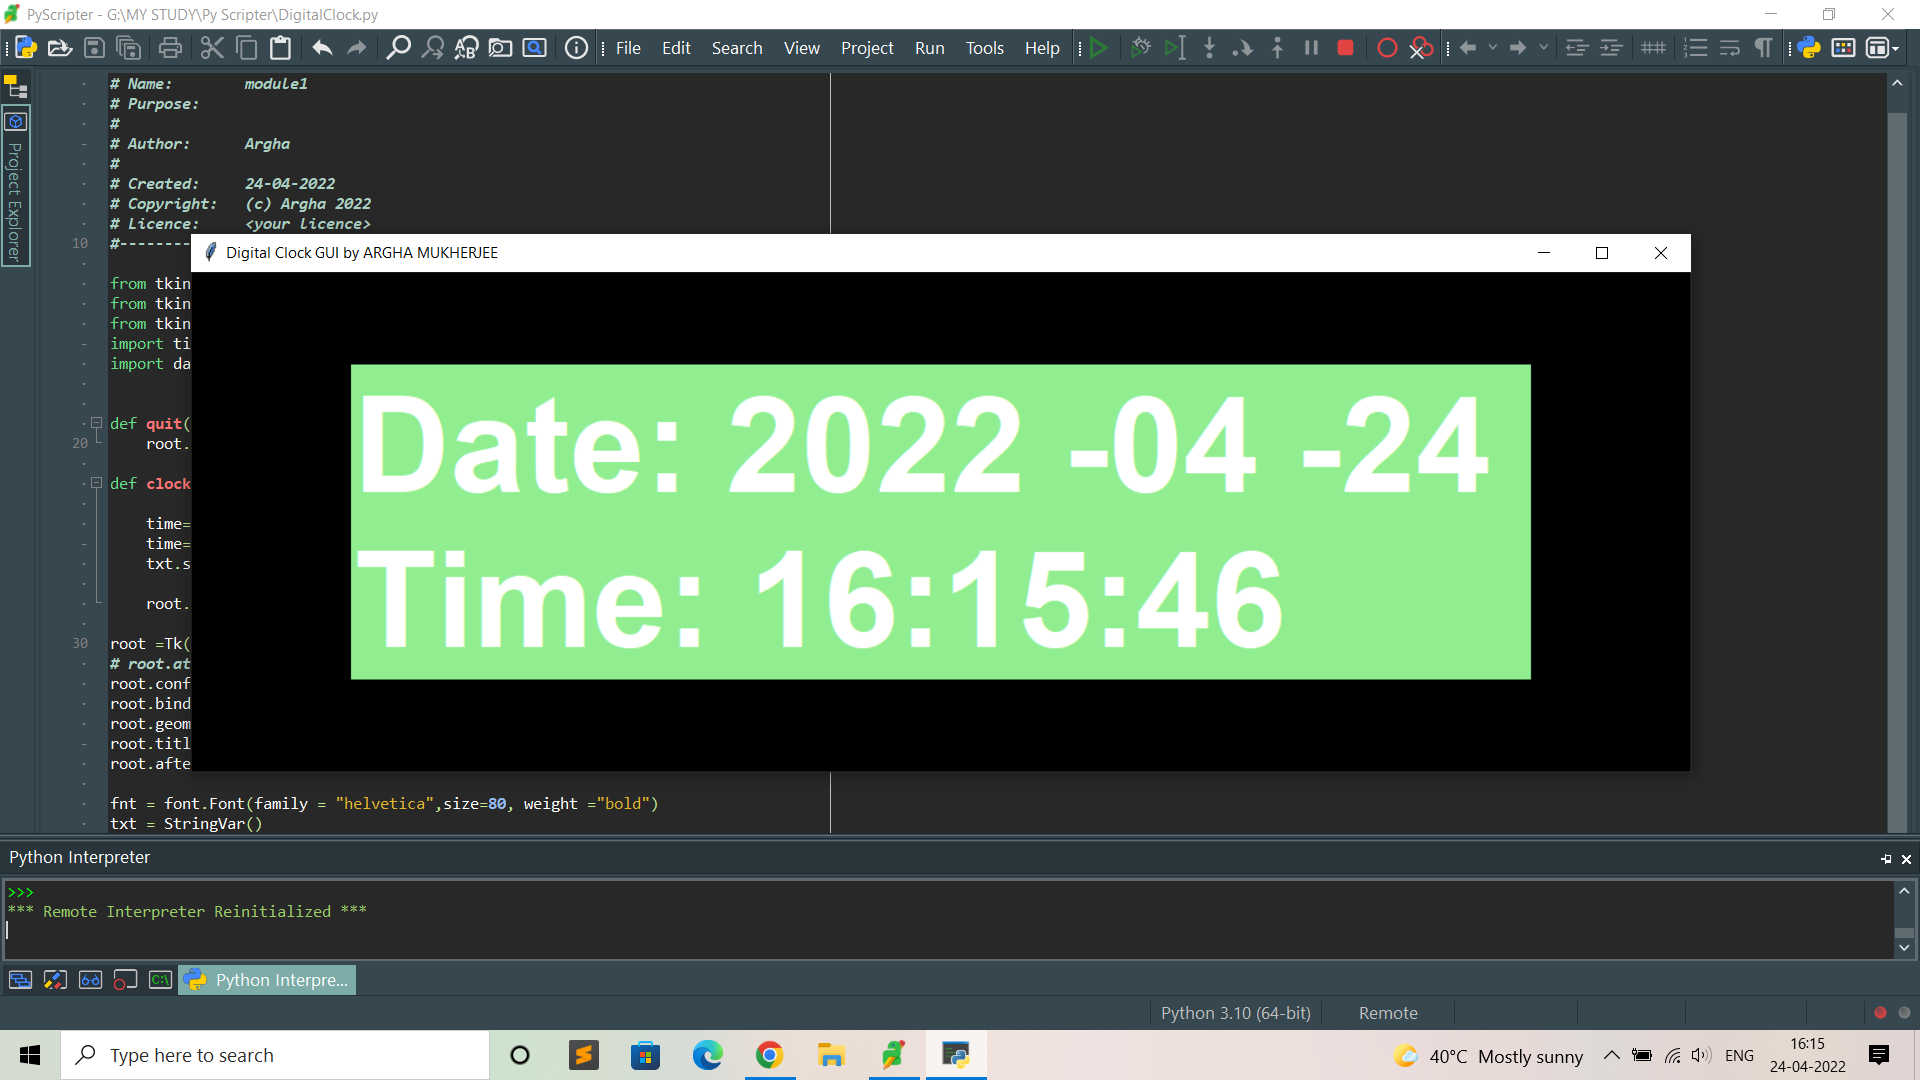 PyScripter - G:\MY STUDY\Py Scripter\DigitalClock.py
File Edit Search View Project Run Tools Help
Project Explorer
# Name: module1
# Purpose:
#
# Author: Argha
#
# Created: 24-04-2022
# Copyright: (c) Argha 2022
# Licence: <your licence>
10 #--------
Digital Clock GUI by ARGHA MUKHERJEE
from tkin
from tkin
from tkin
import ti
import da
def quit(
20 root.
def clock
time=
time=
txt.s
root.
30 root =Tk(
# root.at
root.conf
root.bind
root.geom
root.titl
root.afte
Date: 2022 -04 -24
Time: 16:15:46
fnt = font.Font(family = "helvetica",size=80, weight ="bold")
txt = StringVar()
Python Interpreter
>>>
*** Remote Interpreter Reinitialized ***
Python Interpre...
Python 3.10 (64-bit) Remote
Type here to search
40°C Mostly sunny
ENG
16:15
24-04-2022